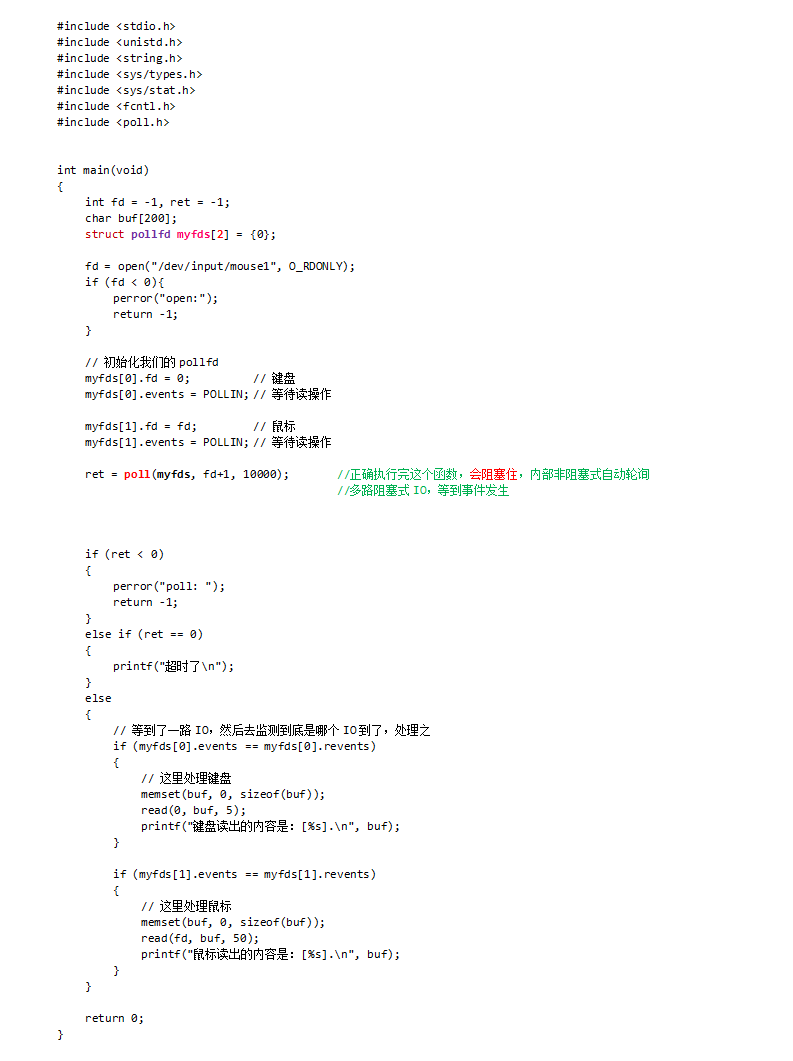 #include <stdio.h>
#include <unistd.h>
#include <string.h>
#include <sys/types.h>
#include <sys/stat.h>
#include <fcntl.h>
#include <poll.h>
int main(void)
{
int fd = -1, ret = -1;
char buf[200];
struct pollfd myfds[2] = {0};
fd = open("/dev/input/mouse1", O_RDONLY);
if (fd < 0){
perror("open:");
return -1;
}
// 初始化我们的 pollfd
myfds[0].fd = 0; // 键盘
myfds[0].events = POLLIN; // 等待读操作
myfds[1].fd = fd; // 鼠标
myfds[1].events = POLLIN; // 等待读操作
ret = poll(myfds, fd+1, 10000); //正确执行完这个函数，会阻塞住，内部非阻塞式自动轮询
//多路阻塞式 IO，等到事件发生
if (ret < 0)
{
perror("poll: ");
return -1;
}
else if (ret == 0)
{
printf("超时了\n");
}
else
{
// 等到了一路 IO，然后去监测到底是哪个 IO 到了，处理之
if (myfds[0].events == myfds[0].revents)
{
// 这里处理键盘
memset(buf, 0, sizeof(buf));
read(0, buf, 5);
printf("键盘读出的内容是：[%s].\n", buf);
}
if (myfds[1].events == myfds[1].revents)
{
// 这里处理鼠标
memset(buf, 0, sizeof(buf));
read(fd, buf, 50);
printf("鼠标读出的内容是：[%s].\n", buf);
}
}
return 0;
}